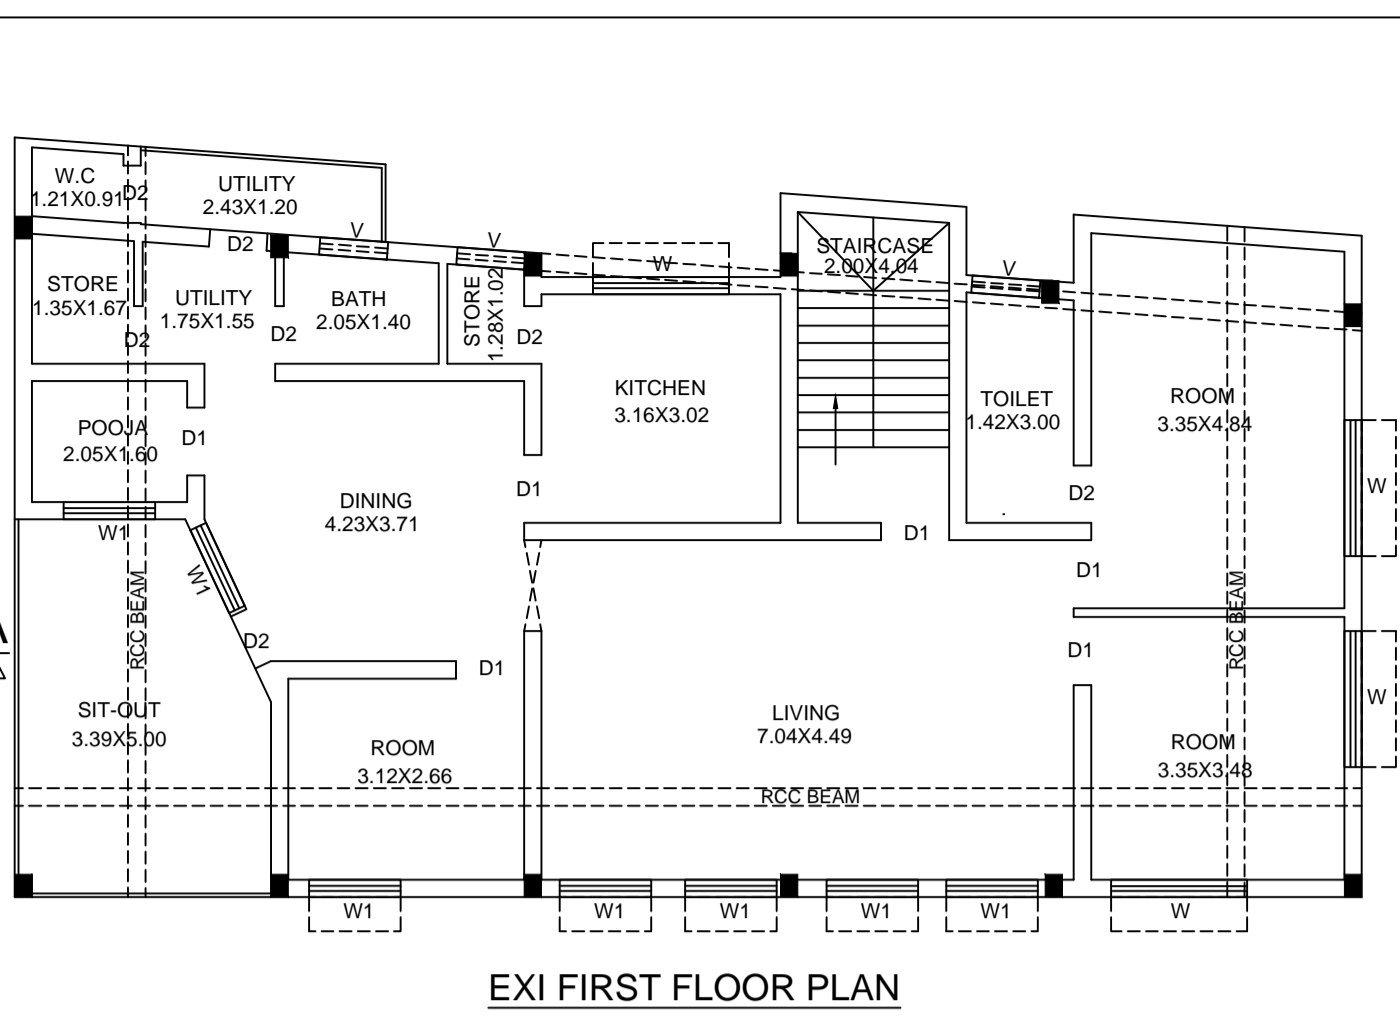 W.C
1.21X0.91
D2
UTILITY
2.43X1.20
D2
V
V
STORE
1.35X1.67
D2
UTILITY
1.75X1.55
D2
BATH
2.05X1.40
STORE
1.28X1.02
D2
W
STAIRCASE
2.00X4.04
V
KITCHEN
3.16X3.02
TOILET
1.42X3.00
ROOM
3.35X4.84
W
POOJA
2.05X1.60
D1
DINING
4.23X3.71
D1
D2
W1
D1
D1
W1
RCC BEAM
RCC BEAM
D2
D1
D1
W
SIT-OUT
3.39X5.00
ROOM
3.12X2.66
LIVING
7.04X4.49
ROOM
3.35X3.48
RCC BEAM
W1
W1
W1
W1
W1
W
EXI FIRST FLOOR PLAN